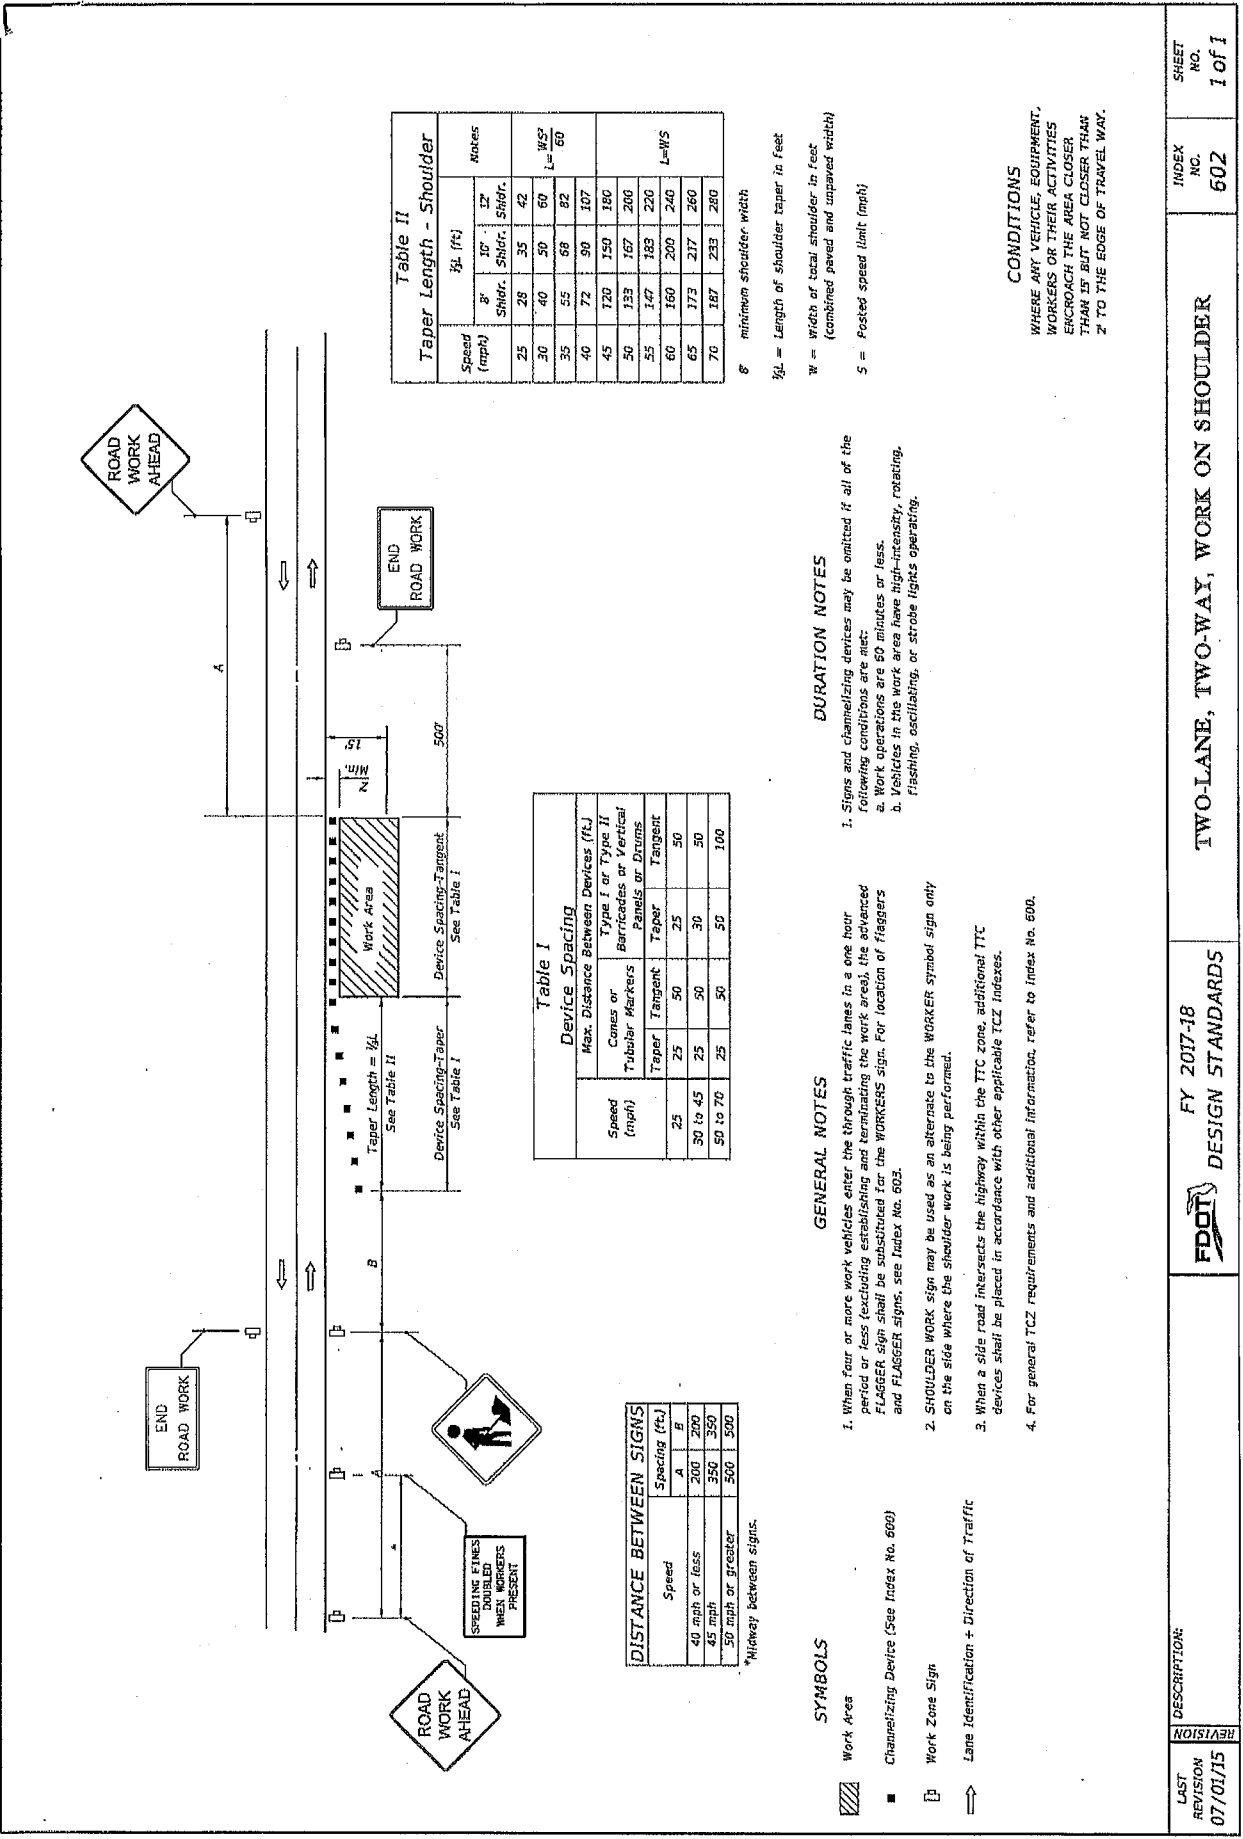 ROAD
WORK
AHEAD
END
ROAD WORK
A
END
ROAD WORK
ROAD
WORK
AHEAD
SPEEDING FINES
DOUBLED
WHEN WORKERS
PRESENT
*
A
B
Taper Length = ⅓L
See Table II
Device Spacing-Taper
See Table I
Work Area
Device Spacing-Tangent
See Table I
2'
Min.
15'
500'
Table II
Taper Length - Shoulder
Speed
(mph)
⅓L (ft)
Notes
8'
Shldr.
10'
Shldr.
12'
Shldr.
25 28 35 42
30 40 50 60
35 55 68 82
40 72 90 107
L= WS²
60
45 120 150 180
50 133 167 200
55 147 183 220
60 160 200 240
65 173 217 260
70 187 233 280
L=WS
8' minimum shoulder width
⅓L = Length of shoulder taper in feet
W = Width of total shoulder in feet
(combined paved and unpaved width)
S = Posted speed limit (mph)
Table I
Device Spacing
Speed
(mph)
Max. Distance Between Devices (ft.)
Cones or
Tubular Markers
Type I or Type II
Barricades or Vertical
Panels or Drums
Taper Tangent Taper Tangent
25 25 50 25 50
30 to 45 25 50 30 50
50 to 70 25 50 50 100
DISTANCE BETWEEN SIGNS
Speed
Spacing (ft.)
A B
40 mph or less 200 200
45 mph 350 350
50 mph or greater 500 500
*Midway between signs.
SYMBOLS
Work Area
Channelizing Device (See Index No. 600)
Work Zone Sign
Lane Identification + Direction of Traffic
GENERAL NOTES
1. When four or more work vehicles enter the through traffic lanes in a one hour
period or less (excluding establishing and terminating the work area), the advanced
FLAGGER sign shall be substituted for the WORKERS sign. For location of flaggers
and FLAGGER signs, see Index No. 603.
2. SHOULDER WORK sign may be used as an alternate to the WORKER symbol sign only
on the side where the shoulder work is being performed.
3. When a side road intersects the highway within the TTC zone, additional TTC
devices shall be placed in accordance with other applicable TCZ Indexes.
4. For general TCZ requirements and additional information, refer to Index No. 600.
DURATION NOTES
1. Signs and channelizing devices may be omitted if all of the
following conditions are met:
a. Work operations are 60 minutes or less.
b. Vehicles in the work area have high-intensity, rotating,
flashing, oscillating, or strobe lights operating.
CONDITIONS
WHERE ANY VEHICLE, EQUIPMENT,
WORKERS OR THEIR ACTIVITIES
ENCROACH THE AREA CLOSER
THAN 15' BUT NOT CLOSER THAN
2' TO THE EDGE OF TRAVEL WAY.
LAST
REVISION
07/01/15
REVISION
DESCRIPTION:
FDOT
FY 2017-18
DESIGN STANDARDS
TWO-LANE, TWO-WAY, WORK ON SHOULDER
INDEX
NO.
602
SHEET
NO.
1 of 1